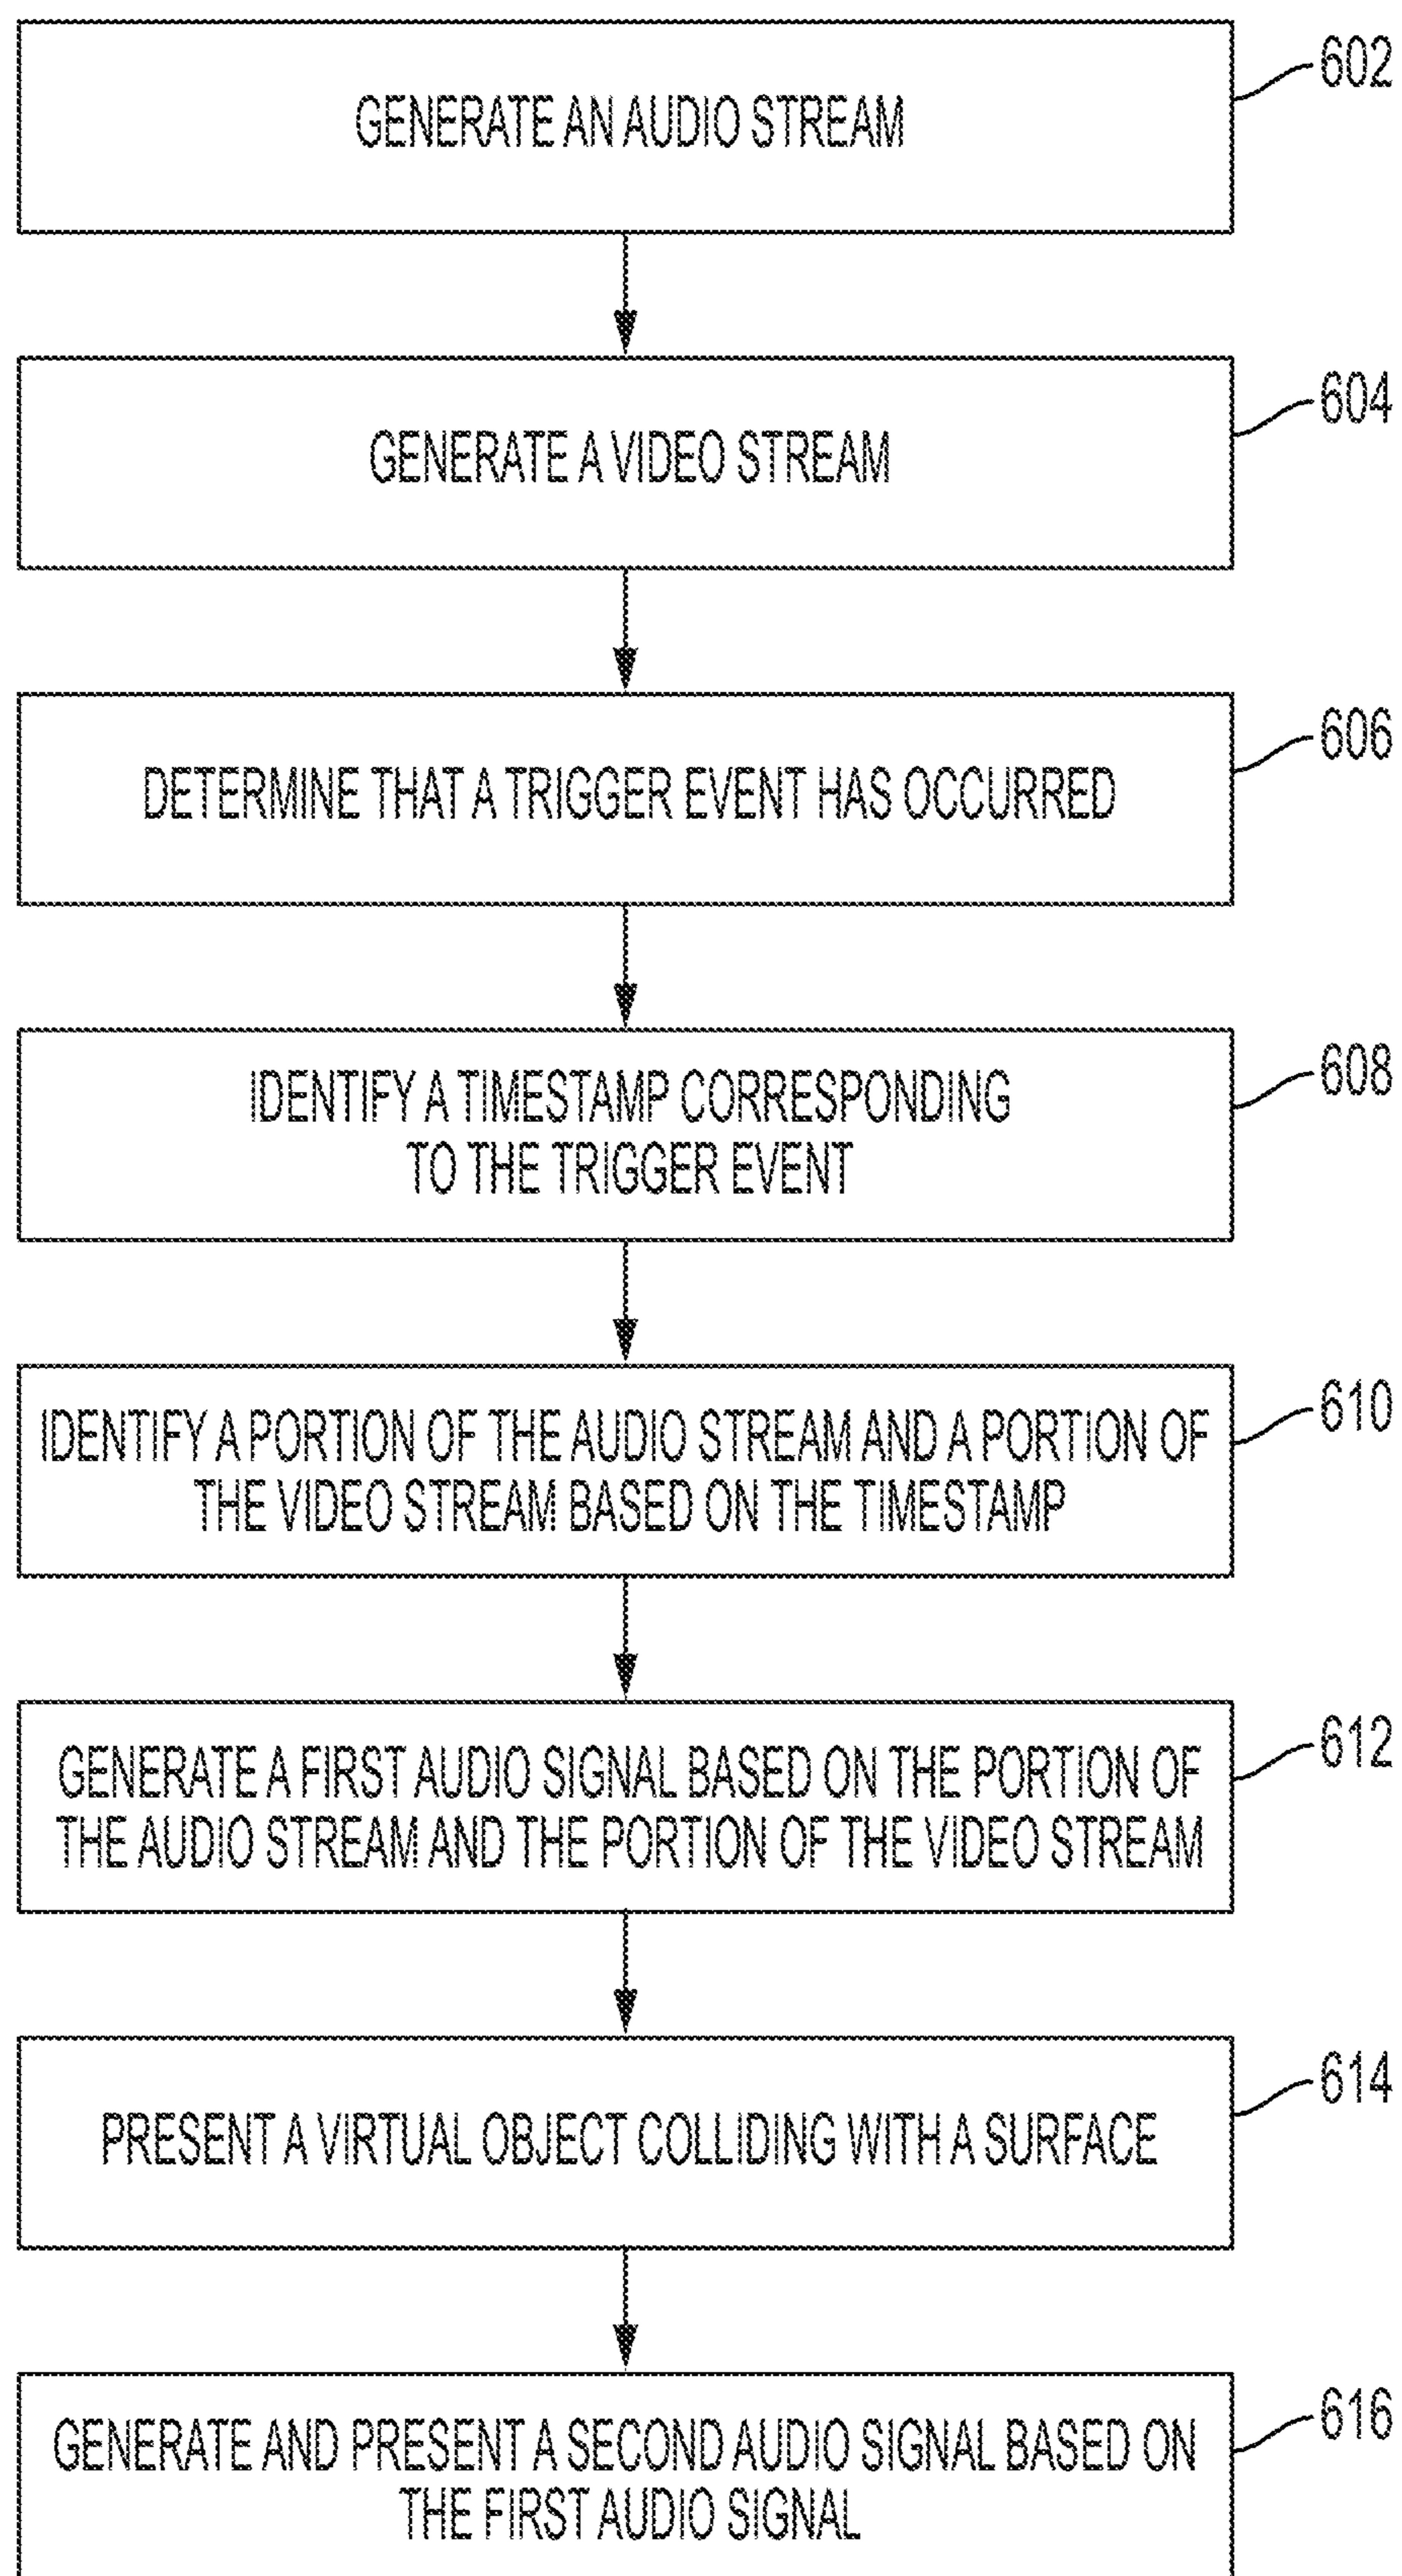 GENERATE AN AUDIO STREAM
602
GENERATE A VIDEO STREAM
604
DETERMINE THAT A TRIGGER EVENT HAS OCCURRED
606
IDENTIFY A TIMESTAMP CORRESPONDING
TO THE TRIGGER EVENT
608
IDENTIFY A PORTION OF THE AUDIO STREAM AND A PORTION OF
THE VIDEO STREAM BASED ON THE TIMESTAMP
610
GENERATE A FIRST AUDIO SIGNAL BASED ON THE PORTION OF
THE AUDIO STREAM AND THE PORTION OF THE VIDEO STREAM
612
PRESENT A VIRTUAL OBJECT COLLIDING WITH A SURFACE
614
GENERATE AND PRESENT A SECOND AUDIO SIGNAL BASED ON
THE FIRST AUDIO SIGNAL
616